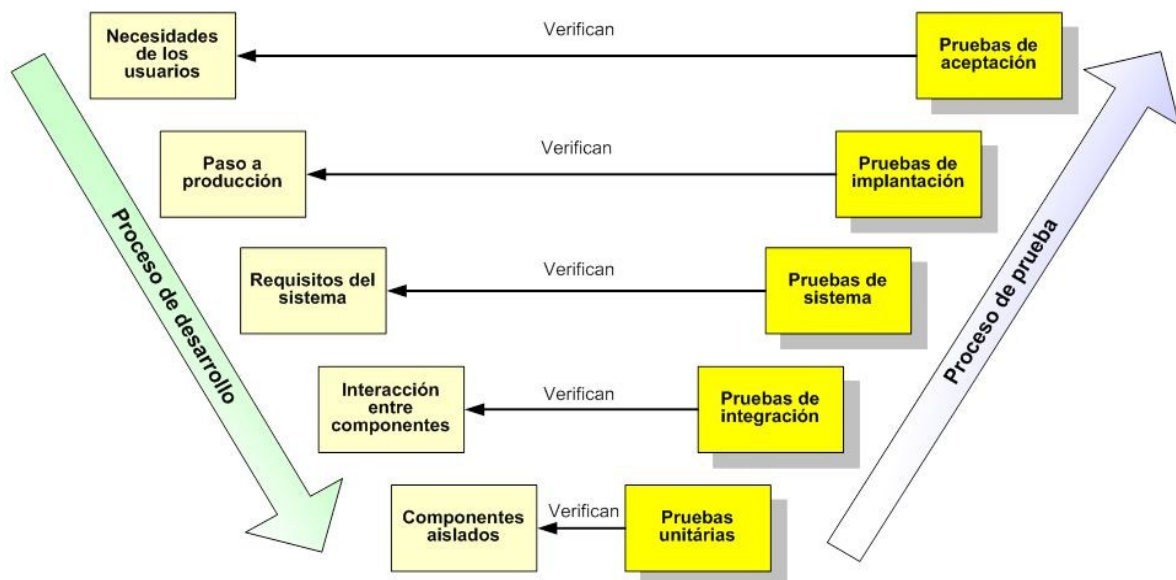 Necesidades
de los
usuarios
Verifican
Pruebas de
aceptación
Paso a
producción
Verifican
Pruebas de
implantación
Requisitos del
sistema
Verifican
Pruebas de
sistema
Interacción
entre
componentes
Verifican
Pruebas de
integración
Componentes
aislados
Verifican
Pruebas
unitárias
Proceso de desarrollo
Proceso de prueba